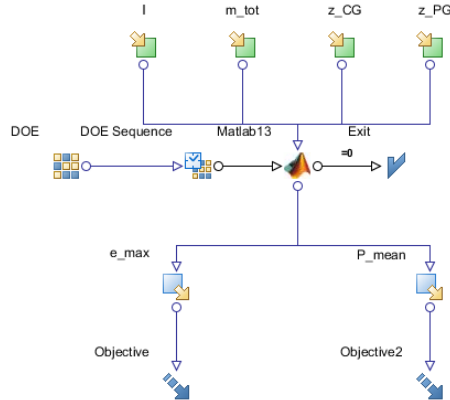 I m_tot z_CG z_PG
DOE DOE Sequence Matlab13 Exit
=0
e_max P_mean
Objective Objective2